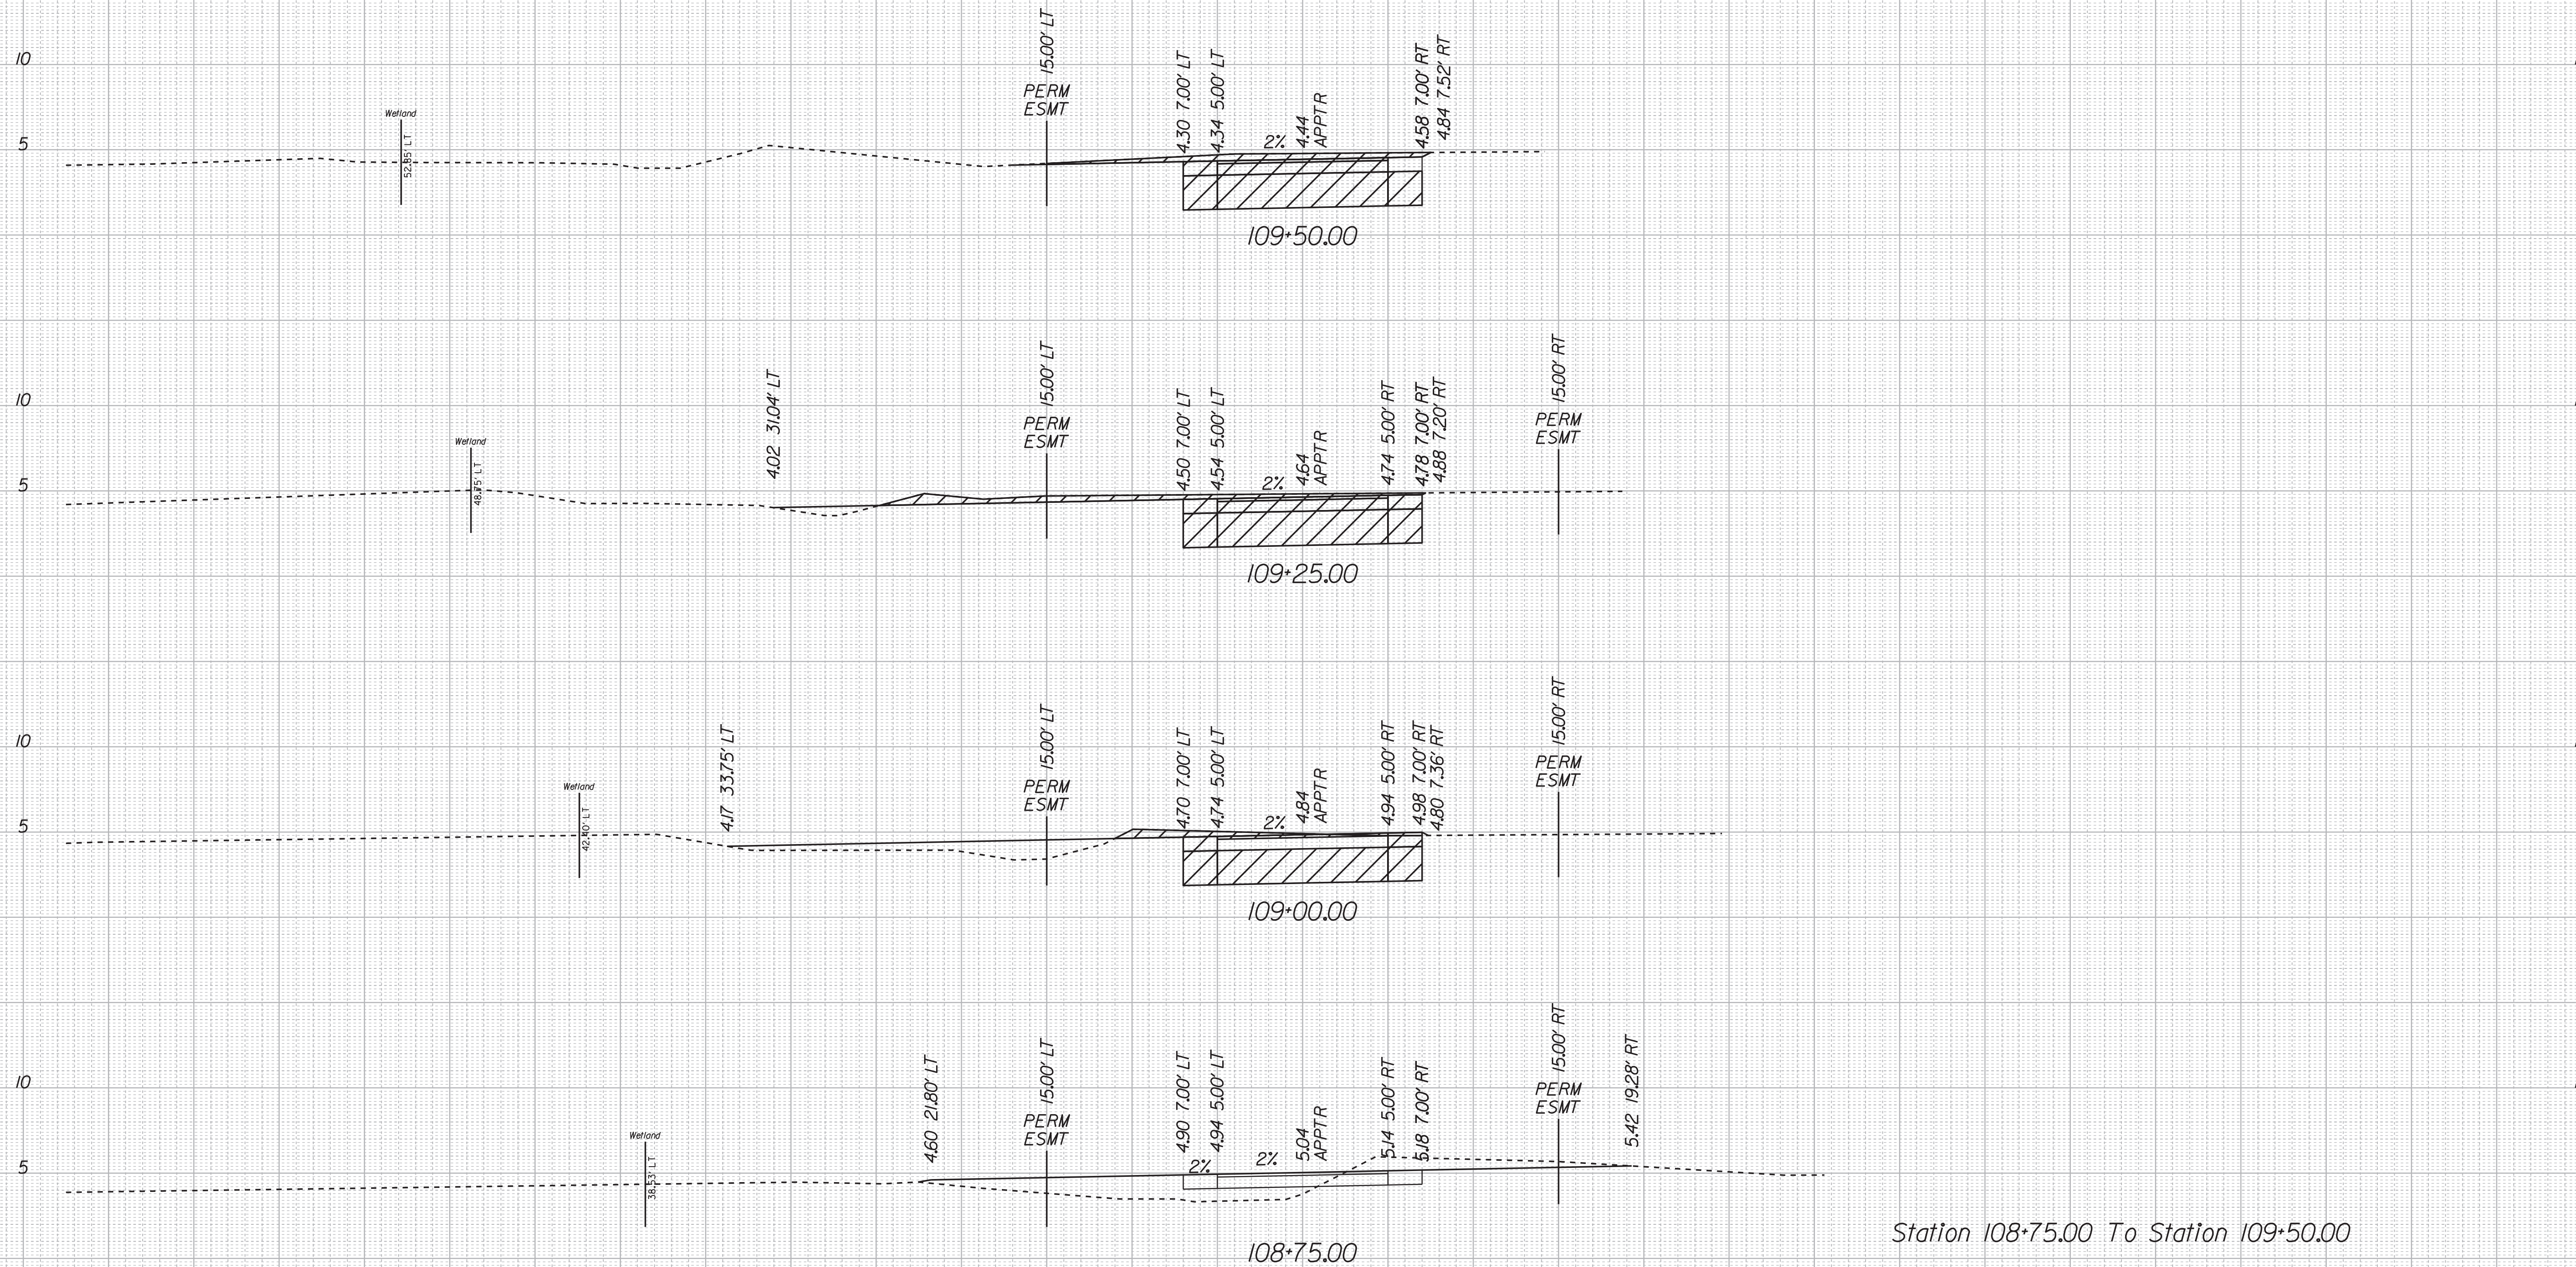 10
5
Wetland
52.85' LT
15.00' LT
PERM
ESMT
4.30 7.00' LT
4.34 5.00' LT
2%
4.44
APPTR
4.58 7.00' RT
4.84 7.52' RT
109+50.00
10
5
Wetland
48.75' LT
4.02 31.04' LT
15.00' LT
PERM
ESMT
4.50 7.00' LT
4.54 5.00' LT
2%
4.64
APPTR
4.74 5.00' RT
4.78 7.00' RT
4.88 7.20' RT
15.00' RT
PERM
ESMT
109+25.00
10
5
Wetland
42.40' LT
4.17 33.75' LT
15.00' LT
PERM
ESMT
4.70 7.00' LT
4.74 5.00' LT
2%
4.84
APPTR
4.94 5.00' RT
4.98 7.00' RT
4.80 7.36' RT
15.00' RT
PERM
ESMT
109+00.00
10
5
Wetland
38.53' LT
4.60 21.80' LT
15.00' LT
PERM
ESMT
4.90 7.00' LT
4.94 5.00' LT
2%
2%
5.04
APPTR
5.14 5.00' RT
5.18 7.00' RT
15.00' RT
PERM
ESMT
5.42 19.28' RT
108+75.00
Station 108+75.00 To Station 109+50.00